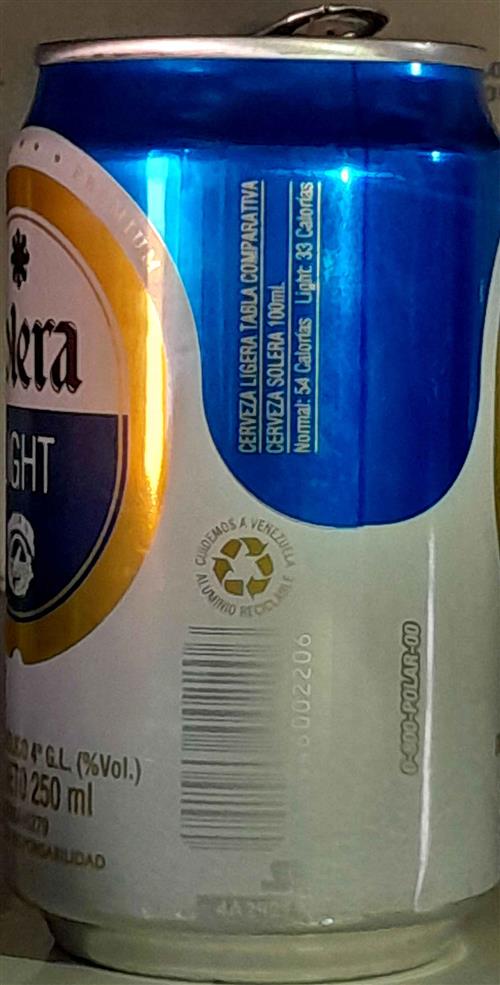 PREMIUM
lera
GHT
CERVEZA LIGERA TABLA COMPARATIVA
CERVEZA SOLERA 100mL
Normal: 54 Calorías Light: 33 Calorías
CUIDEMOS A VENEZUELA
ALUMINIO RECICLABLE
002206
0-800-POLAR-00
4° G.L. (%Vol.)
250 ml